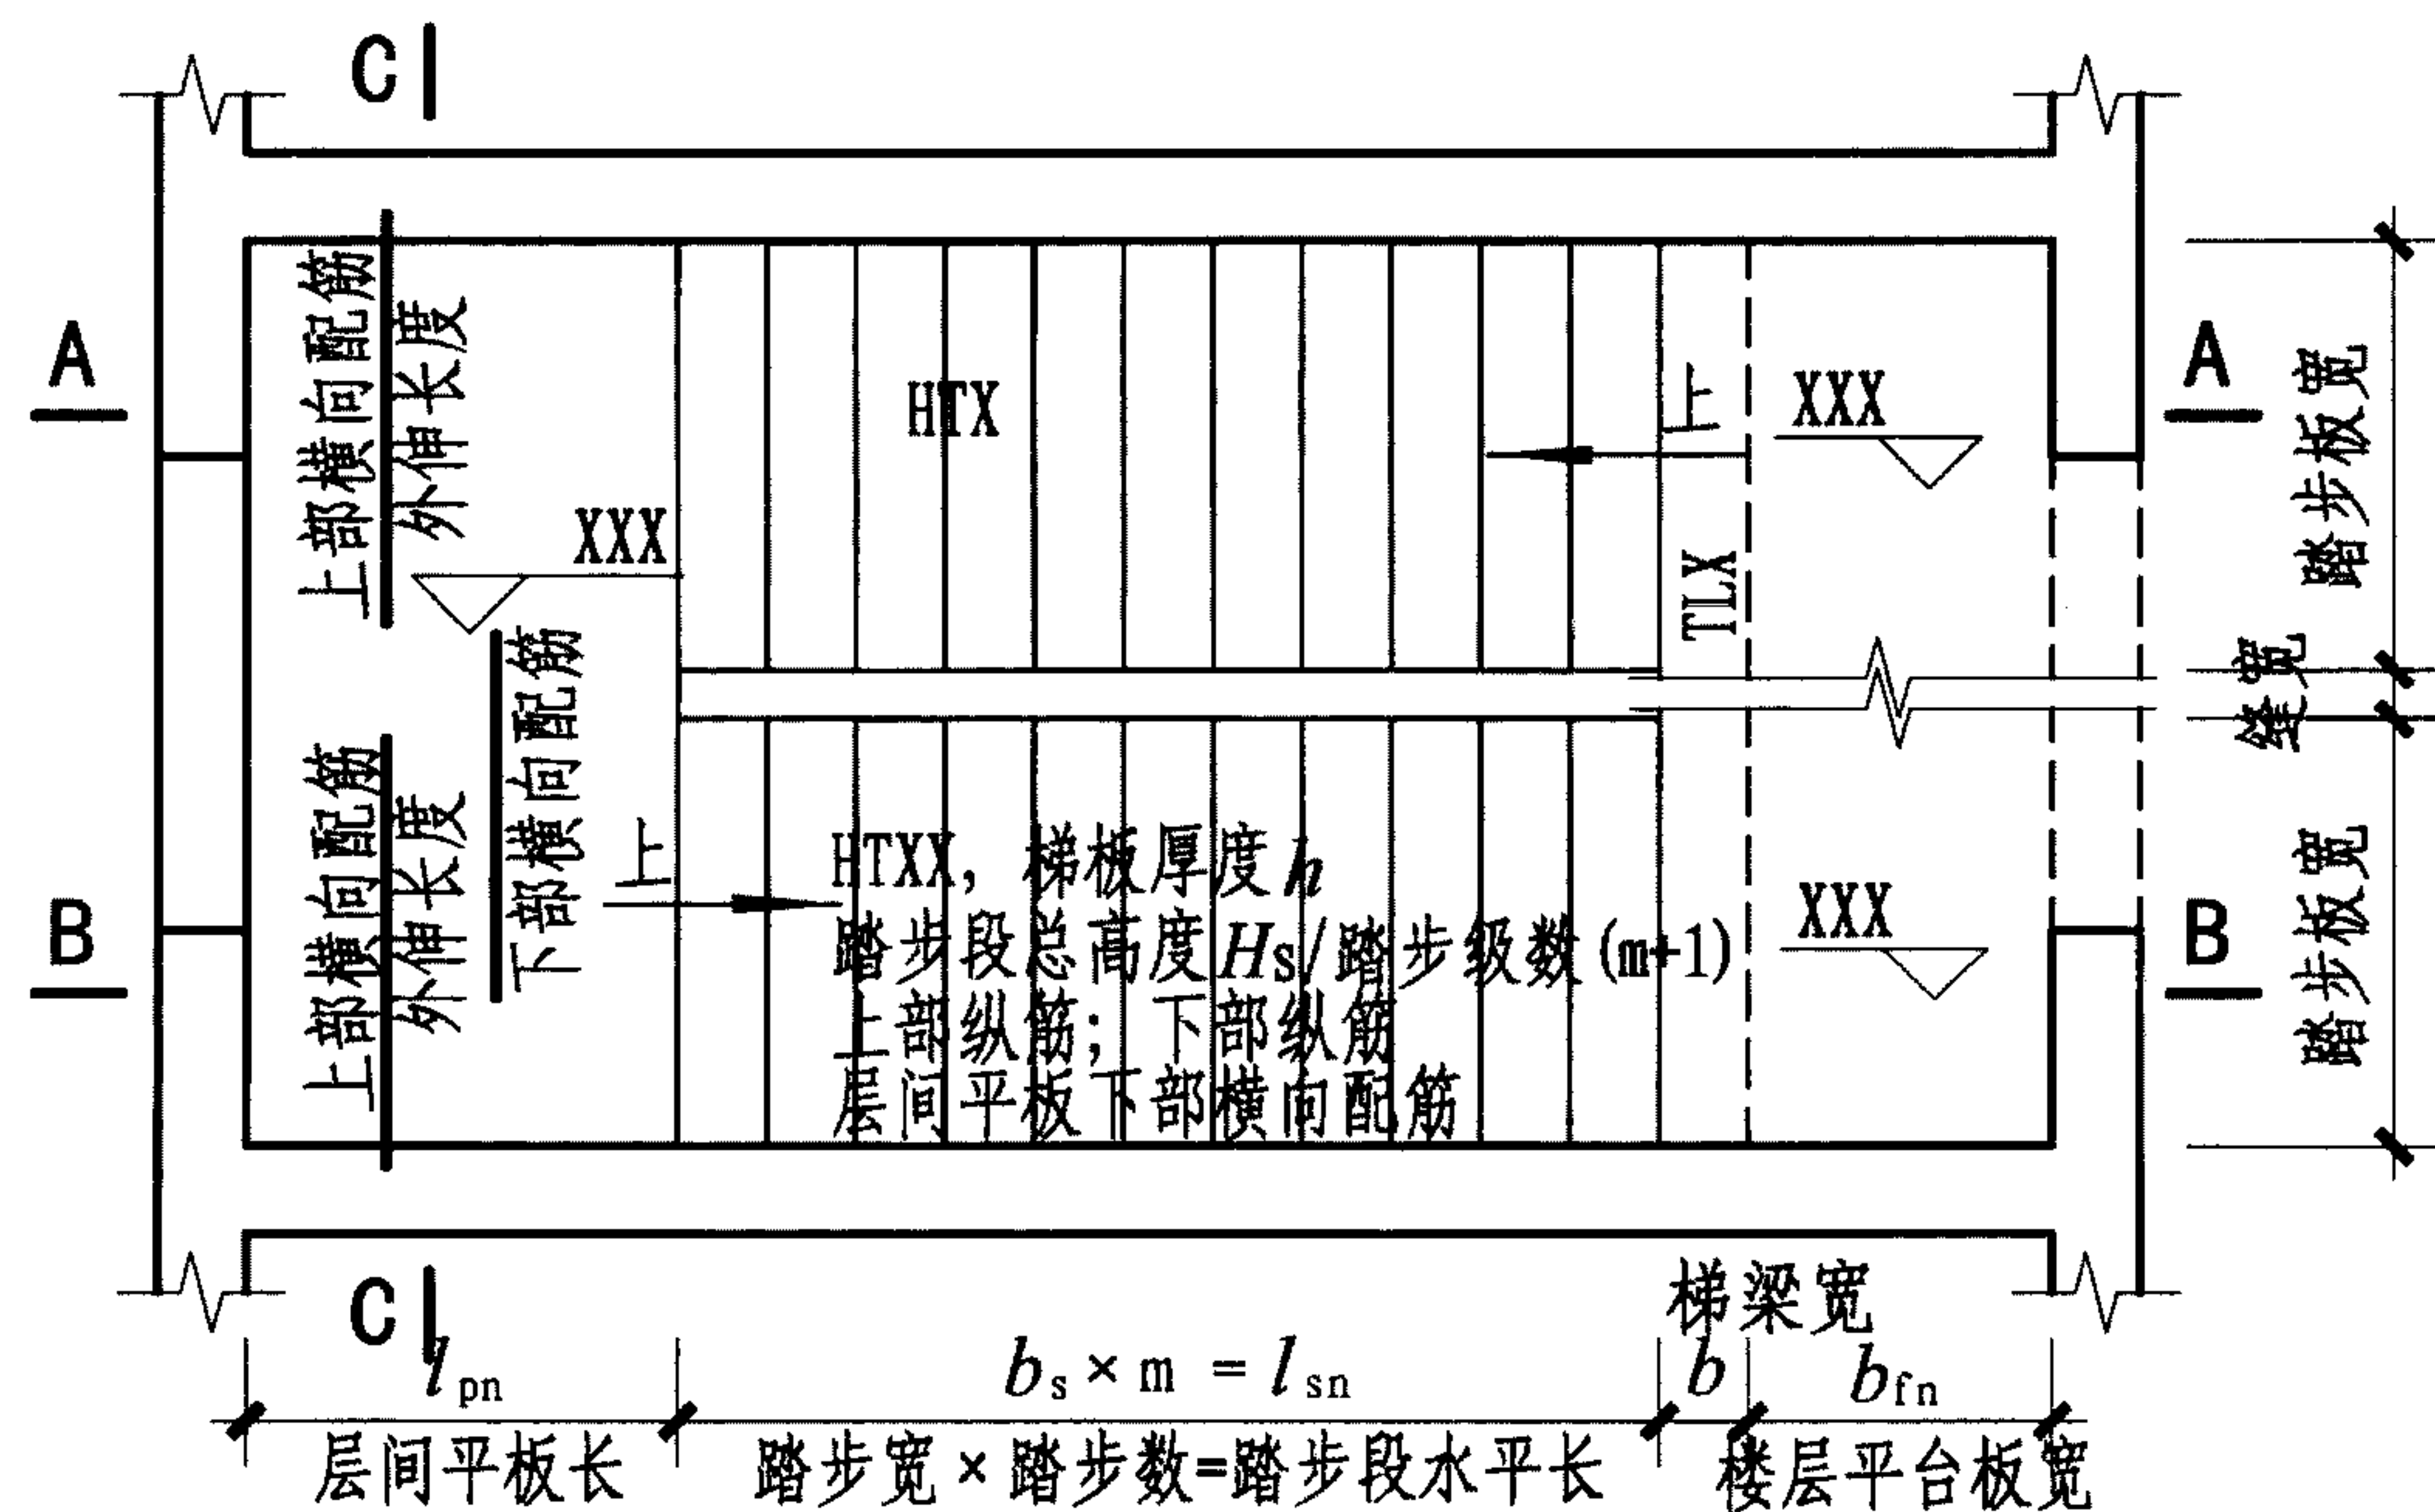 C
C
A
A
B
B
上部横向配筋
外伸长度
上部横向配筋
外伸长度
下部横向配筋
XXX
HTX
上
XXX
TLX
上
HTXX, 梯板厚度h
踏步段总高度Hs/踏步级数(m+1)
上部纵筋;下部纵筋
层间平板下部横向配筋
XXX
踏步板宽
缝宽
踏步板宽
梯梁宽
lpn
bs×m=lsn
b
bfn
层间平板长
踏步宽×踏步数=踏步段水平长
楼层平台板宽